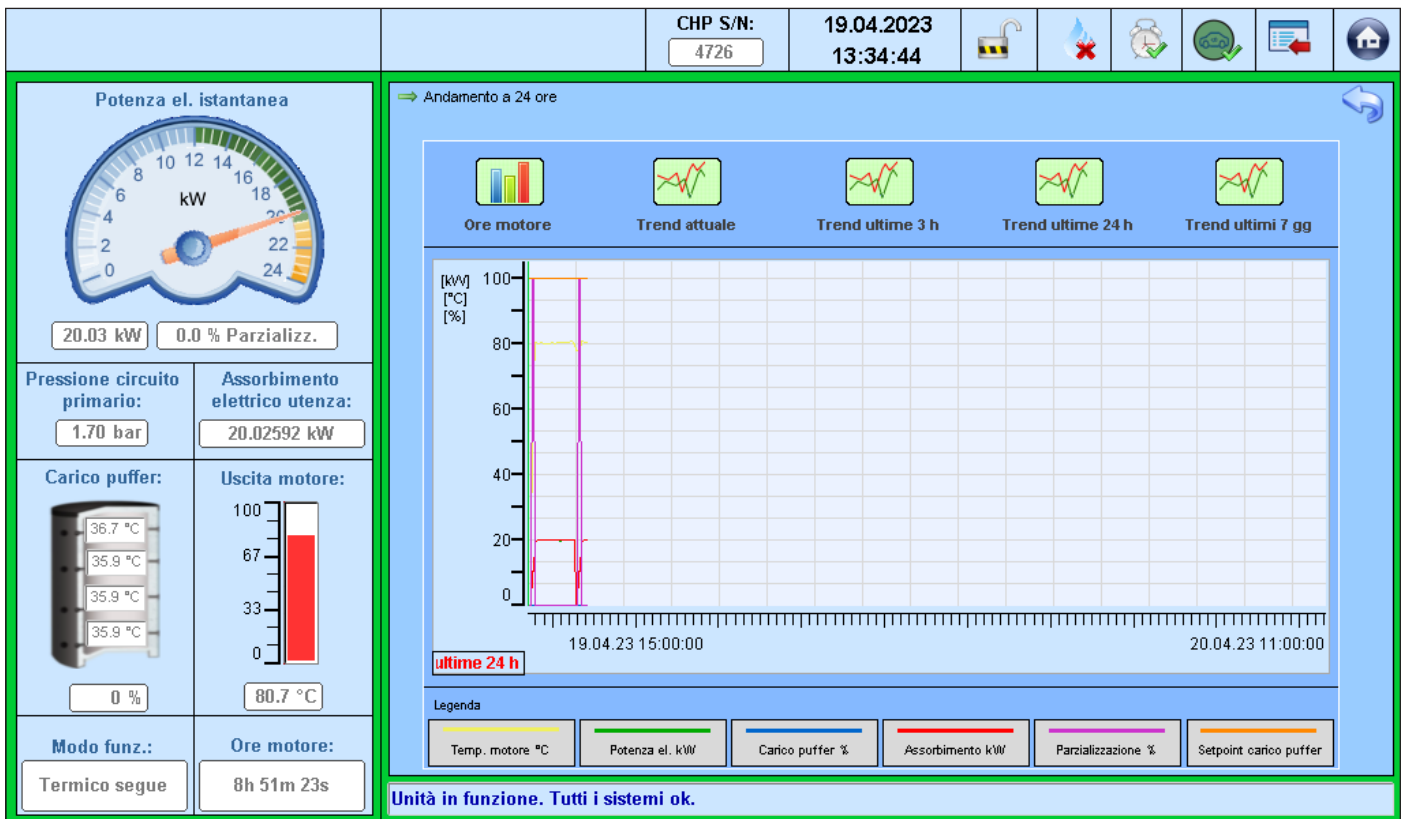 CHP S/N:
4726
19.04.2023
13:34:44
Potenza el. istantanea
0
2
4
6
8
10
12
14
16
18
20
22
24
kW
20.03 kW
0.0 % Parzializz.
Pressione circuito
primario:
1.70 bar
Assorbimento
elettrico utenza:
20.02592 kW
Carico puffer:
36.7 °C
35.9 °C
35.9 °C
35.9 °C
0 %
Uscita motore:
100
67
33
0
80.7 °C
Modo funz.:
Termico segue
Ore motore:
8h 51m 23s
Andamento a 24 ore
Ore motore
Trend attuale
Trend ultime 3 h
Trend ultime 24 h
Trend ultimi 7 gg
[kW]
[°C]
[%]
100
80
60
40
20
0
19.04.23 15:00:00
20.04.23 11:00:00
ultime 24 h
Legenda
Temp. motore °C
Potenza el. kW
Carico puffer %
Assorbimento kW
Parzializzazione %
Setpoint carico puffer
Unità in funzione. Tutti i sistemi ok.